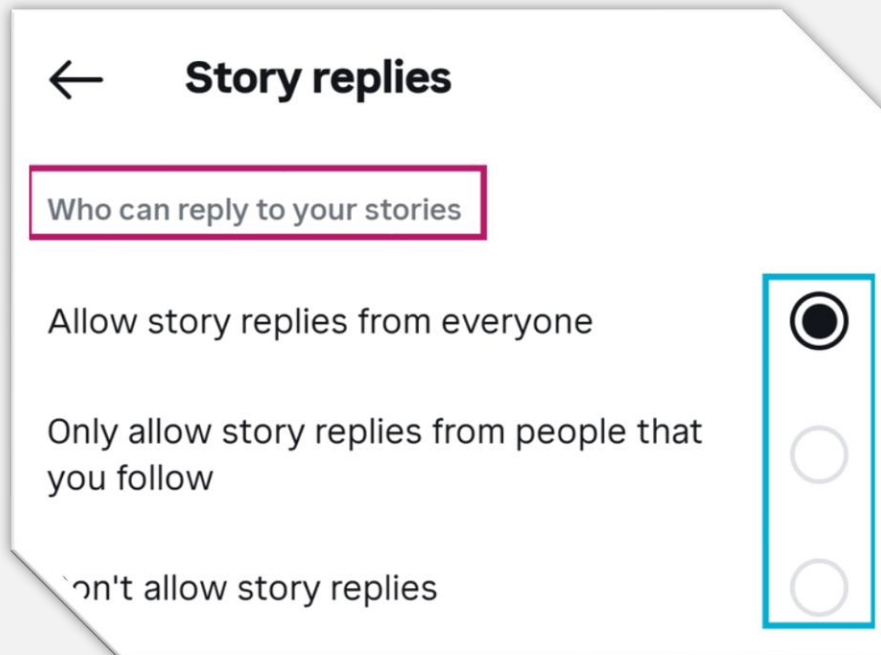 Story replies
Who can reply to your stories
Allow story replies from everyone
Only allow story replies from people that
you follow
on't allow story replies